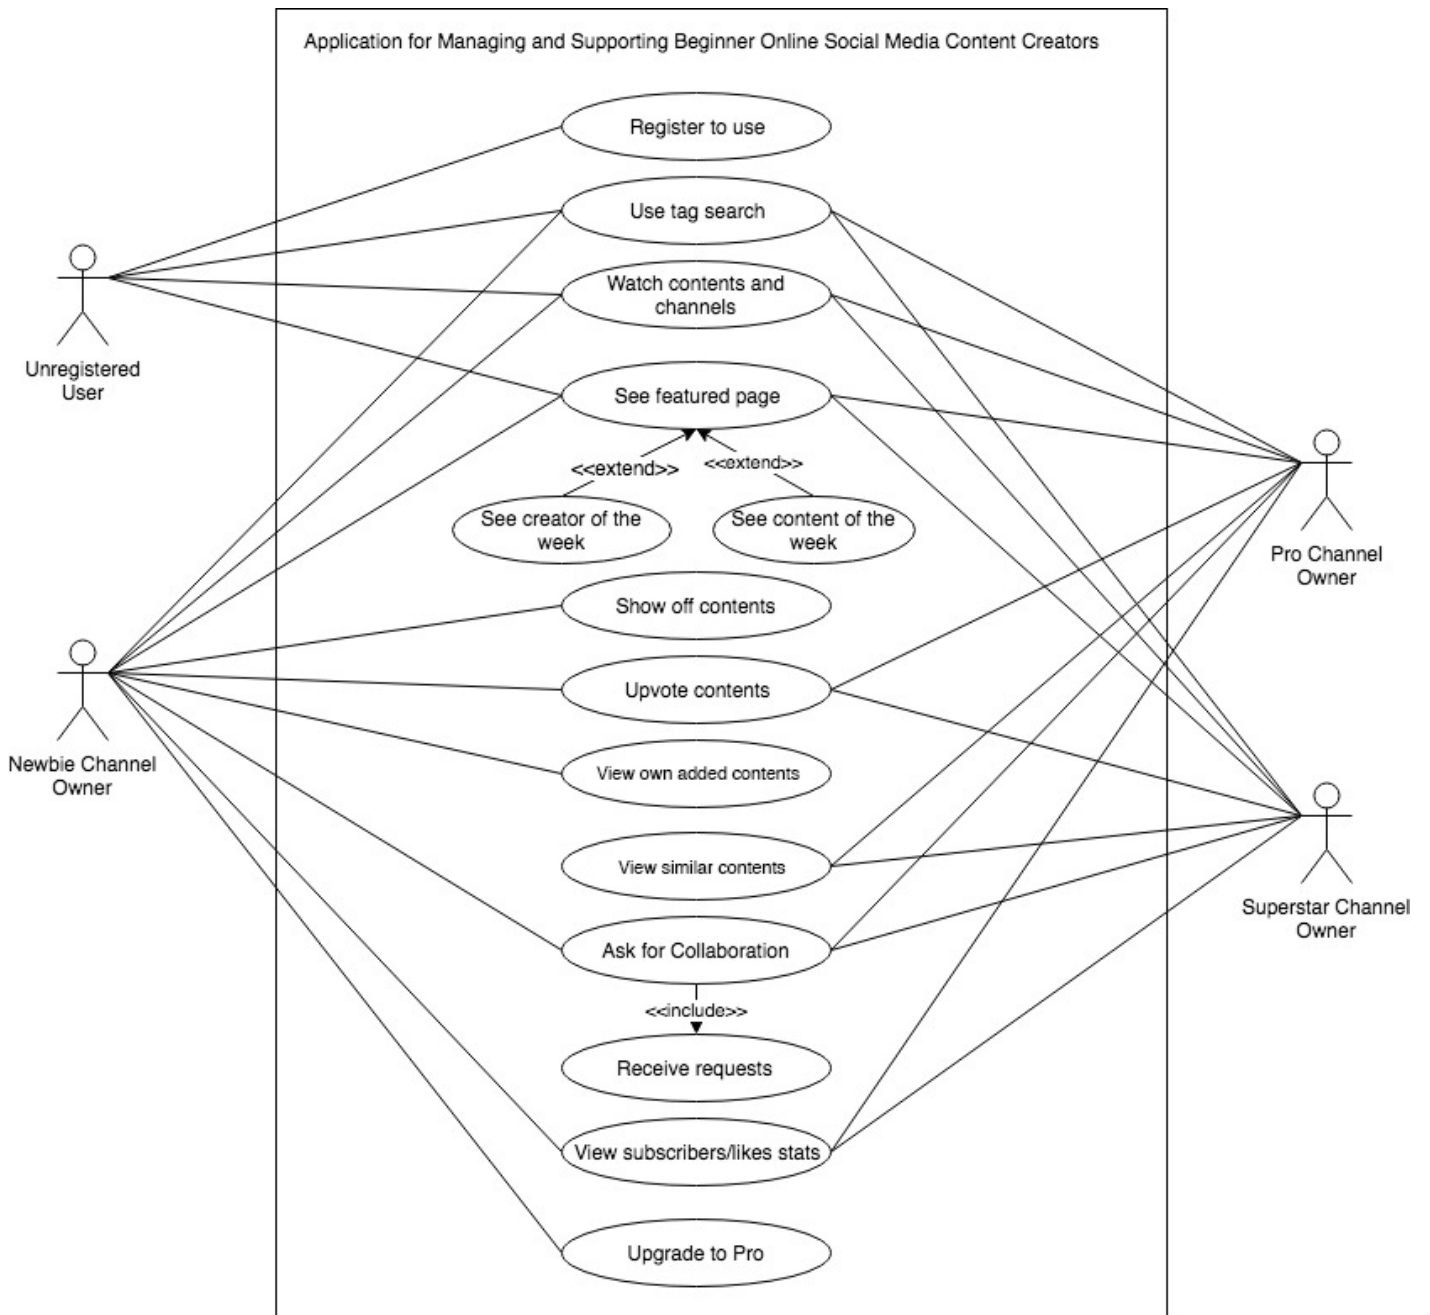 Application for Managing and Supporting Beginner Online Social Media Content Creators
Register to use
Use tag search
Watch contents and
channels
Unregistered
User
See featured page
<<extend>>
<<extend>>
See creator of the
week
See content of the
week
Pro Channel
Owner
Show off contents
Upvote contents
Newbie Channel
Owner
View own added contents
View similar contents
Superstar Channel
Owner
Ask for Collaboration
<<include>>
Receive requests
View subscribers/likes stats
Upgrade to Pro